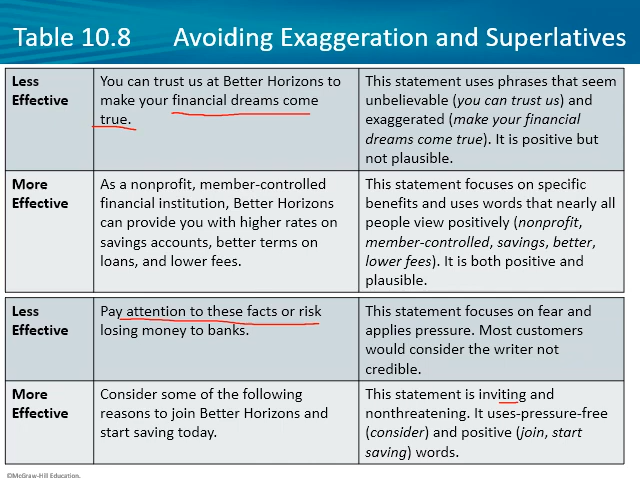 Table 10.8 Avoiding Exaggeration and Superlatives
Less
Effective
You can trust us at Better Horizons to
make your financial dreams come
true.
This statement uses phrases that seem
unbelievable (you can trust us) and
exaggerated (make your financial
dreams come true). It is positive but
not plausible.
More
Effective
As a nonprofit, member-controlled
financial institution, Better Horizons
can provide you with higher rates on
savings accounts, better terms on
loans, and lower fees.
This statement focuses on specific
benefits and uses words that nearly all
people view positively (nonprofit,
member-controlled, savings, better,
lower fees). It is both positive and
plausible.
Less
Effective
Pay attention to these facts or risk
losing money to banks.
This statement focuses on fear and
applies pressure. Most customers
would consider the writer not
credible.
More
Effective
Consider some of the following
reasons to join Better Horizons and
start saving today.
This statement is inviting and
nonthreatening. It uses-pressure-free
(consider) and positive (join, start
saving) words.
©McGraw-Hill Education.